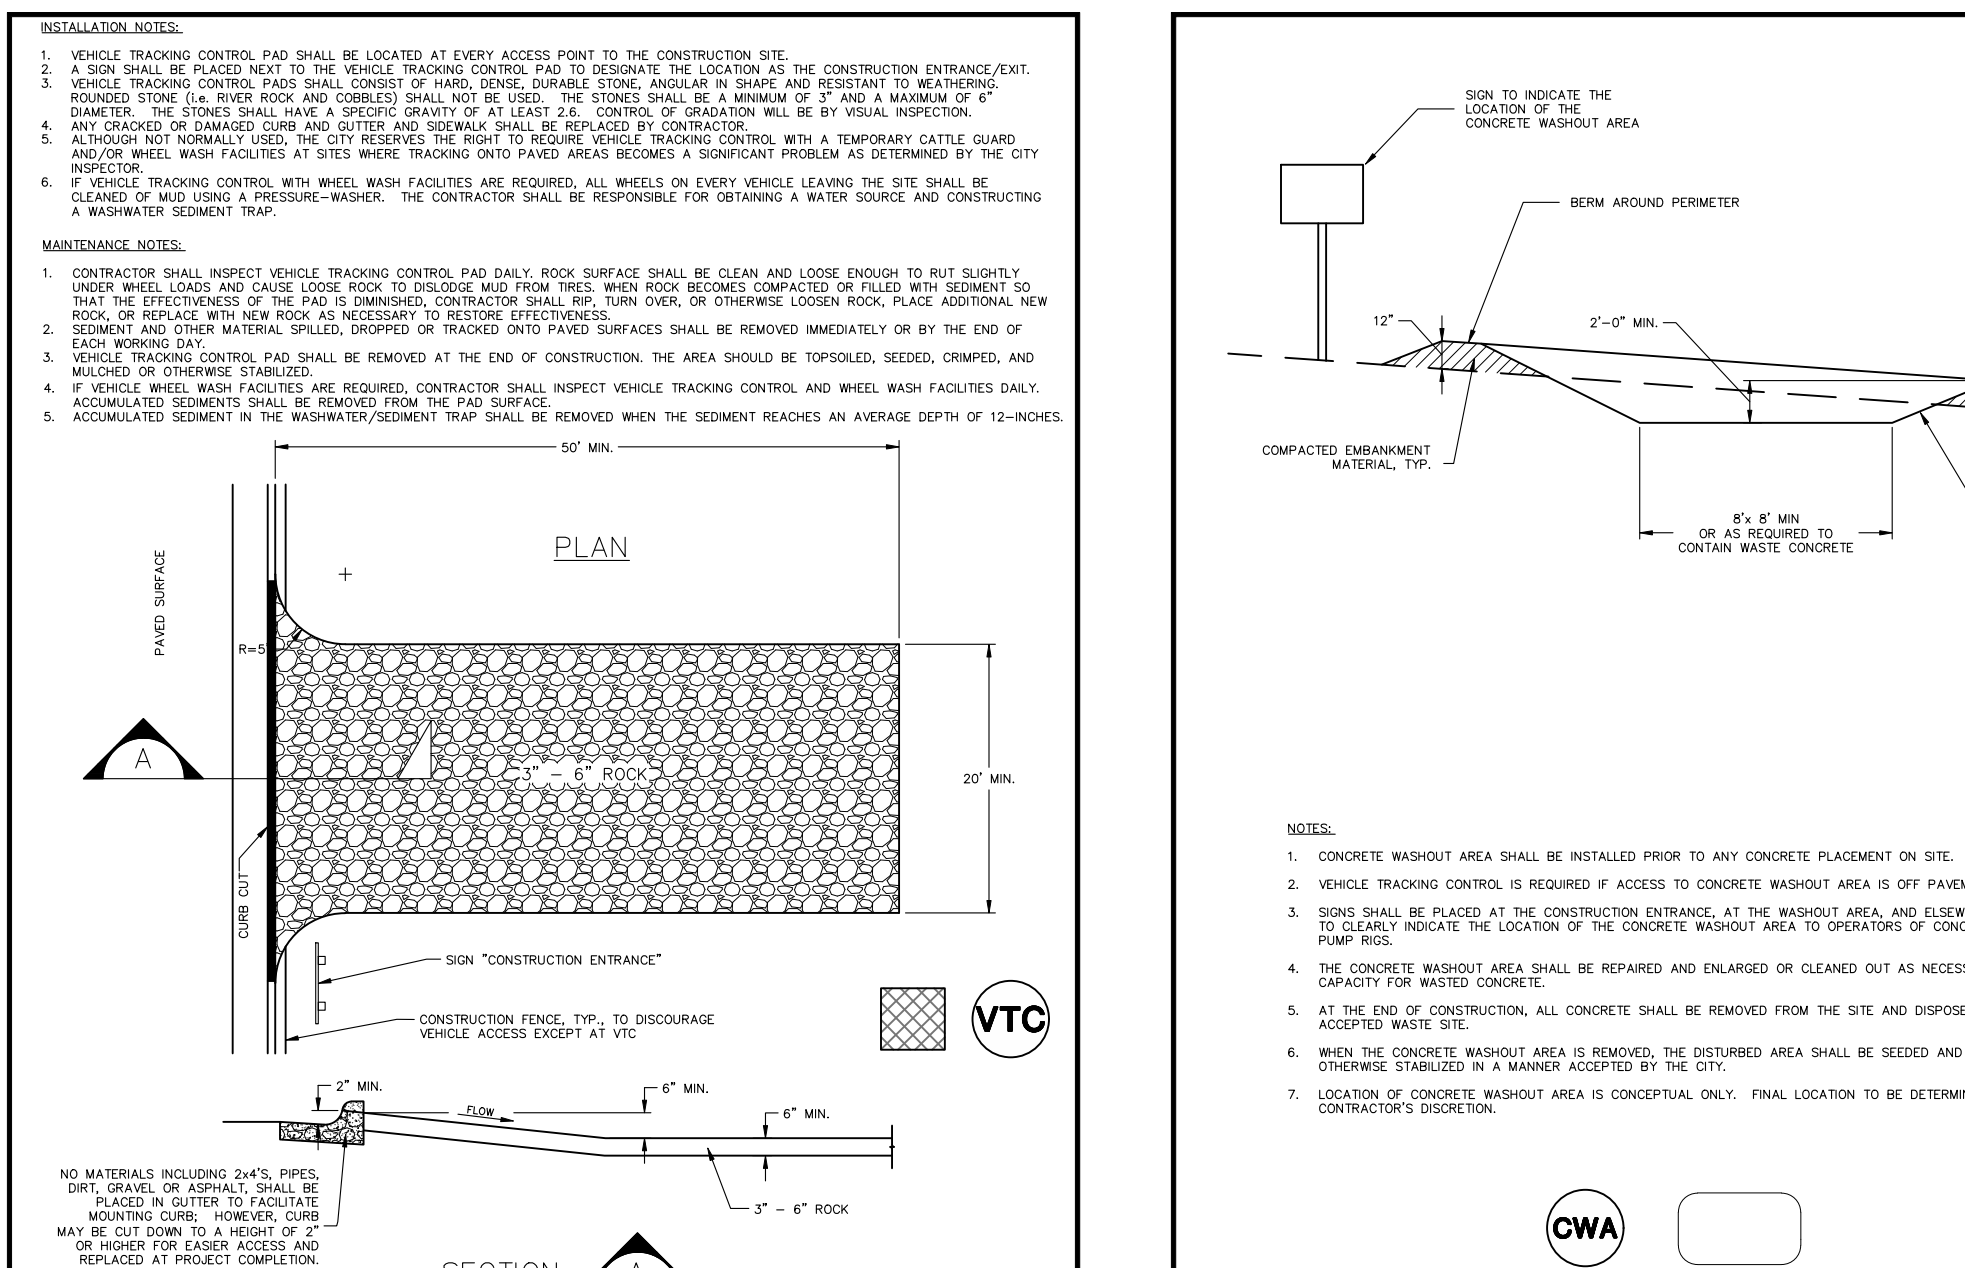 INSTALLATION NOTES:
1. VEHICLE TRACKING CONTROL PAD SHALL BE LOCATED AT EVERY ACCESS POINT TO THE CONSTRUCTION SITE.
2. A SIGN SHALL BE PLACED NEXT TO THE VEHICLE TRACKING CONTROL PAD TO DESIGNATE THE LOCATION AS THE CONSTRUCTION ENTRANCE/EXIT.
3. VEHICLE TRACKING CONTROL PADS SHALL CONSIST OF HARD, DENSE, DURABLE STONE, ANGULAR IN SHAPE AND RESISTANT TO WEATHERING.
ROUNDED STONE (i.e. RIVER ROCK AND COBBLES) SHALL NOT BE USED. THE STONES SHALL BE A MINIMUM OF 3" AND A MAXIMUM OF 6"
DIAMETER. THE STONES SHALL HAVE A SPECIFIC GRAVITY OF AT LEAST 2.6. CONTROL OF GRADATION WILL BE BY VISUAL INSPECTION.
4. ANY CRACKED OR DAMAGED CURB AND GUTTER AND SIDEWALK SHALL BE REPLACED BY CONTRACTOR.
5. ALTHOUGH NOT NORMALLY USED, THE CITY RESERVES THE RIGHT TO REQUIRE VEHICLE TRACKING CONTROL WITH A TEMPORARY CATTLE GUARD
AND/OR WHEEL WASH FACILITIES AT SITES WHERE TRACKING ONTO PAVED AREAS BECOMES A SIGNIFICANT PROBLEM AS DETERMINED BY THE CITY
INSPECTOR.
6. IF VEHICLE TRACKING CONTROL WITH WHEEL WASH FACILITIES ARE REQUIRED, ALL WHEELS ON EVERY VEHICLE LEAVING THE SITE SHALL BE
CLEANED OF MUD USING A PRESSURE-WASHER. THE CONTRACTOR SHALL BE RESPONSIBLE FOR OBTAINING A WATER SOURCE AND CONSTRUCTING
A WASHWATER SEDIMENT TRAP.
MAINTENANCE NOTES:
1. CONTRACTOR SHALL INSPECT VEHICLE TRACKING CONTROL PAD DAILY. ROCK SURFACE SHALL BE CLEAN AND LOOSE ENOUGH TO RUT SLIGHTLY
UNDER WHEEL LOADS AND CAUSE LOOSE ROCK TO DISLODGE MUD FROM TIRES. WHEN ROCK BECOMES COMPACTED OR FILLED WITH SEDIMENT SO
THAT THE EFFECTIVENESS OF THE PAD IS DIMINISHED, CONTRACTOR SHALL RIP, TURN OVER, OR OTHERWISE LOOSEN ROCK, PLACE ADDITIONAL NEW
ROCK, OR REPLACE WITH NEW ROCK AS NECESSARY TO RESTORE EFFECTIVENESS.
2. SEDIMENT AND OTHER MATERIAL SPILLED, DROPPED OR TRACKED ONTO PAVED SURFACES SHALL BE REMOVED IMMEDIATELY OR BY THE END OF
EACH WORKING DAY.
3. VEHICLE TRACKING CONTROL PAD SHALL BE REMOVED AT THE END OF CONSTRUCTION. THE AREA SHOULD BE TOPSOILED, SEEDED, CRIMPED, AND
MULCHED OR OTHERWISE STABILIZED.
4. IF VEHICLE WHEEL WASH FACILITIES ARE REQUIRED, CONTRACTOR SHALL INSPECT VEHICLE TRACKING CONTROL AND WHEEL WASH FACILITIES DAILY.
ACCUMULATED SEDIMENTS SHALL BE REMOVED FROM THE PAD SURFACE.
5. ACCUMULATED SEDIMENT IN THE WASHWATER/SEDIMENT TRAP SHALL BE REMOVED WHEN THE SEDIMENT REACHES AN AVERAGE DEPTH OF 12-INCHES.
50' MIN.
PLAN
PAVED SURFACE
R=5'
A
3" - 6" ROCK
20' MIN.
CURB CUT
SIGN "CONSTRUCTION ENTRANCE"
CONSTRUCTION FENCE, TYP., TO DISCOURAGE
VEHICLE ACCESS EXCEPT AT VTC
VTC
2" MIN.
FLOW
6" MIN.
6" MIN.
3" - 6" ROCK
NO MATERIALS INCLUDING 2x4'S, PIPES,
DIRT, GRAVEL OR ASPHALT, SHALL BE
PLACED IN GUTTER TO FACILITATE
MOUNTING CURB; HOWEVER, CURB
MAY BE CUT DOWN TO A HEIGHT OF 2"
OR HIGHER FOR EASIER ACCESS AND
REPLACED AT PROJECT COMPLETION.
SECTION A
SIGN TO INDICATE THE
LOCATION OF THE
CONCRETE WASHOUT AREA
BERM AROUND PERIMETER
12"
2'-0" MIN.
COMPACTED EMBANKMENT
MATERIAL, TYP.
8'x 8' MIN
OR AS REQUIRED TO
CONTAIN WASTE CONCRETE
NOTES:
1. CONCRETE WASHOUT AREA SHALL BE INSTALLED PRIOR TO ANY CONCRETE PLACEMENT ON SITE.
2. VEHICLE TRACKING CONTROL IS REQUIRED IF ACCESS TO CONCRETE WASHOUT AREA IS OFF PAVEM
3. SIGNS SHALL BE PLACED AT THE CONSTRUCTION ENTRANCE, AT THE WASHOUT AREA, AND ELSEW
TO CLEARLY INDICATE THE LOCATION OF THE CONCRETE WASHOUT AREA TO OPERATORS OF CONC
PUMP RIGS.
4. THE CONCRETE WASHOUT AREA SHALL BE REPAIRED AND ENLARGED OR CLEANED OUT AS NECESS
CAPACITY FOR WASTED CONCRETE.
5. AT THE END OF CONSTRUCTION, ALL CONCRETE SHALL BE REMOVED FROM THE SITE AND DISPOSE
ACCEPTED WASTE SITE.
6. WHEN THE CONCRETE WASHOUT AREA IS REMOVED, THE DISTURBED AREA SHALL BE SEEDED AND
OTHERWISE STABILIZED IN A MANNER ACCEPTED BY THE CITY.
7. LOCATION OF CONCRETE WASHOUT AREA IS CONCEPTUAL ONLY. FINAL LOCATION TO BE DETERMIN
CONTRACTOR'S DISCRETION.
CWA